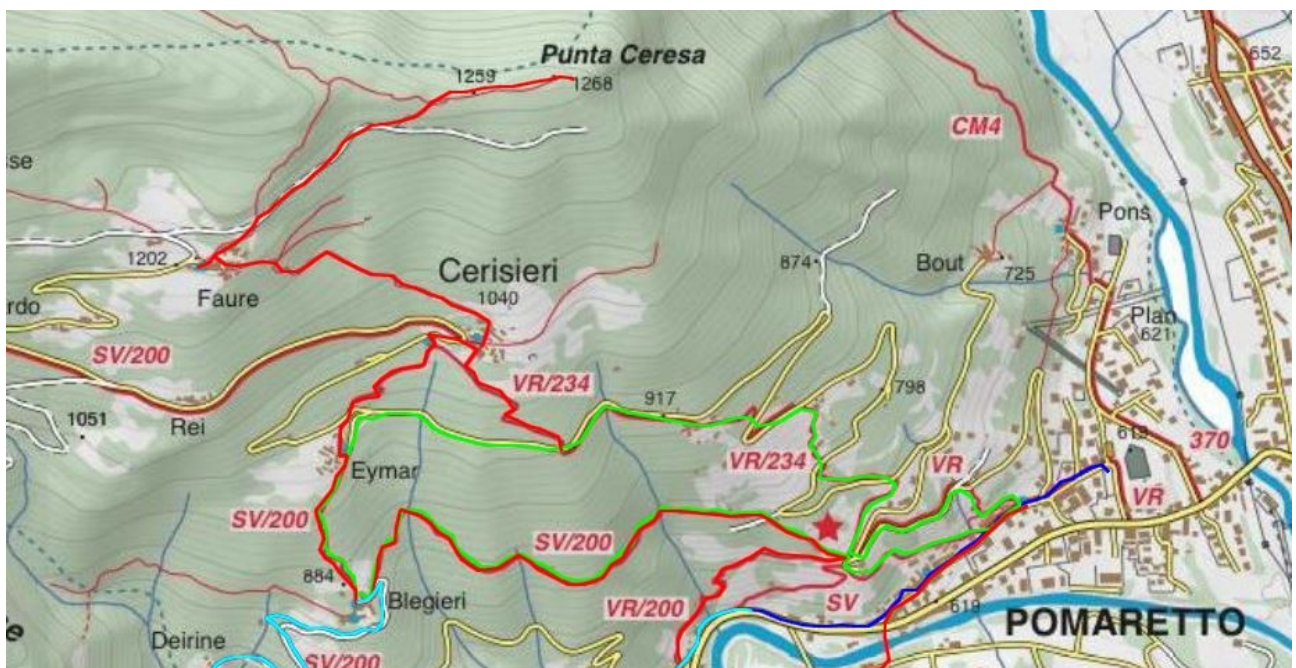 Punta Ceresa
1259
1268
652
CM4
sse
Pons
1202
874
Bout
725
Cerisieri
Faure
1040
rdo
Plan
621
SV/200
VR/234
798
1051
Rei
917
619
370
Eymar
VR/234
VR
VR
SV/200
SV/200
884
Blegieri
VR/200
SV
618
POMARETTO
Deirine
SV/200